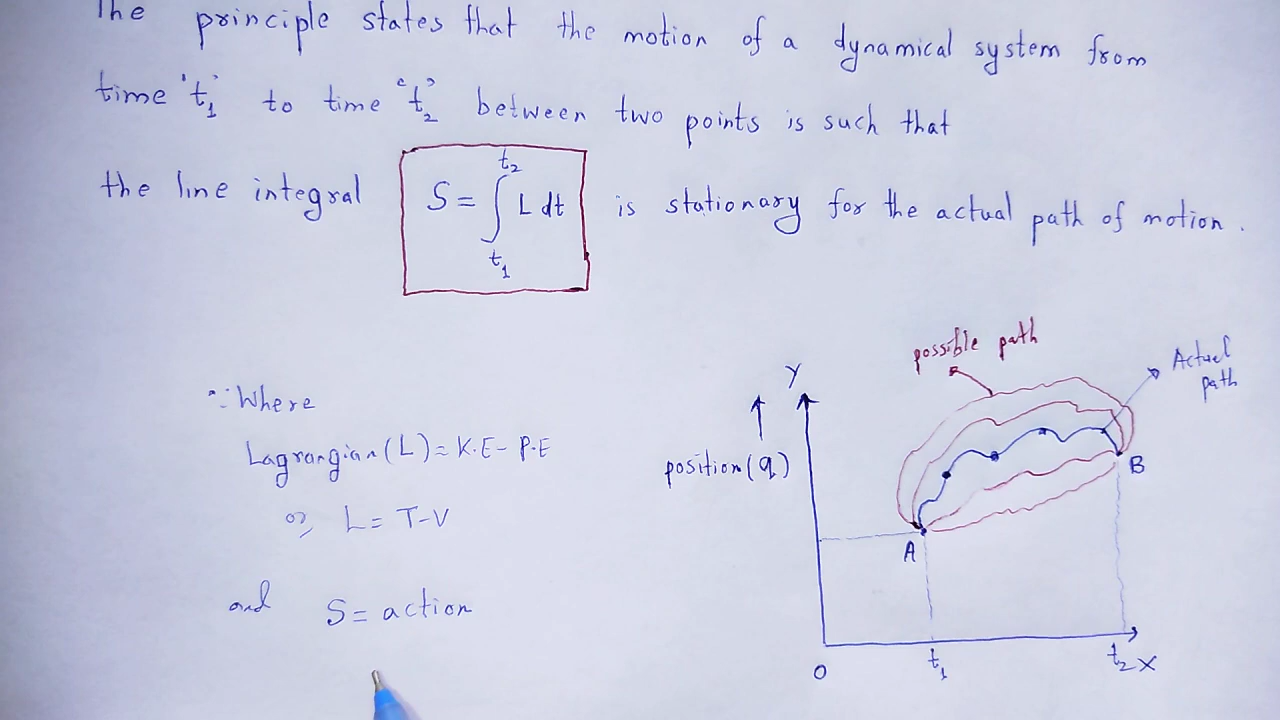 The principle states that the motion of a dynamical system from
time 't₁' to time 't₂' between two points is such that
the line integral S = ∫ₜ₁ᵗ² L dt is stationary for the actual path of motion.
possible path
Actual
path
Y
∵ Where
Lagrangian (L) = K.E - P.E
position (q)
B
or, L = T-V
A
and S = action
O
t₁
t₂
X